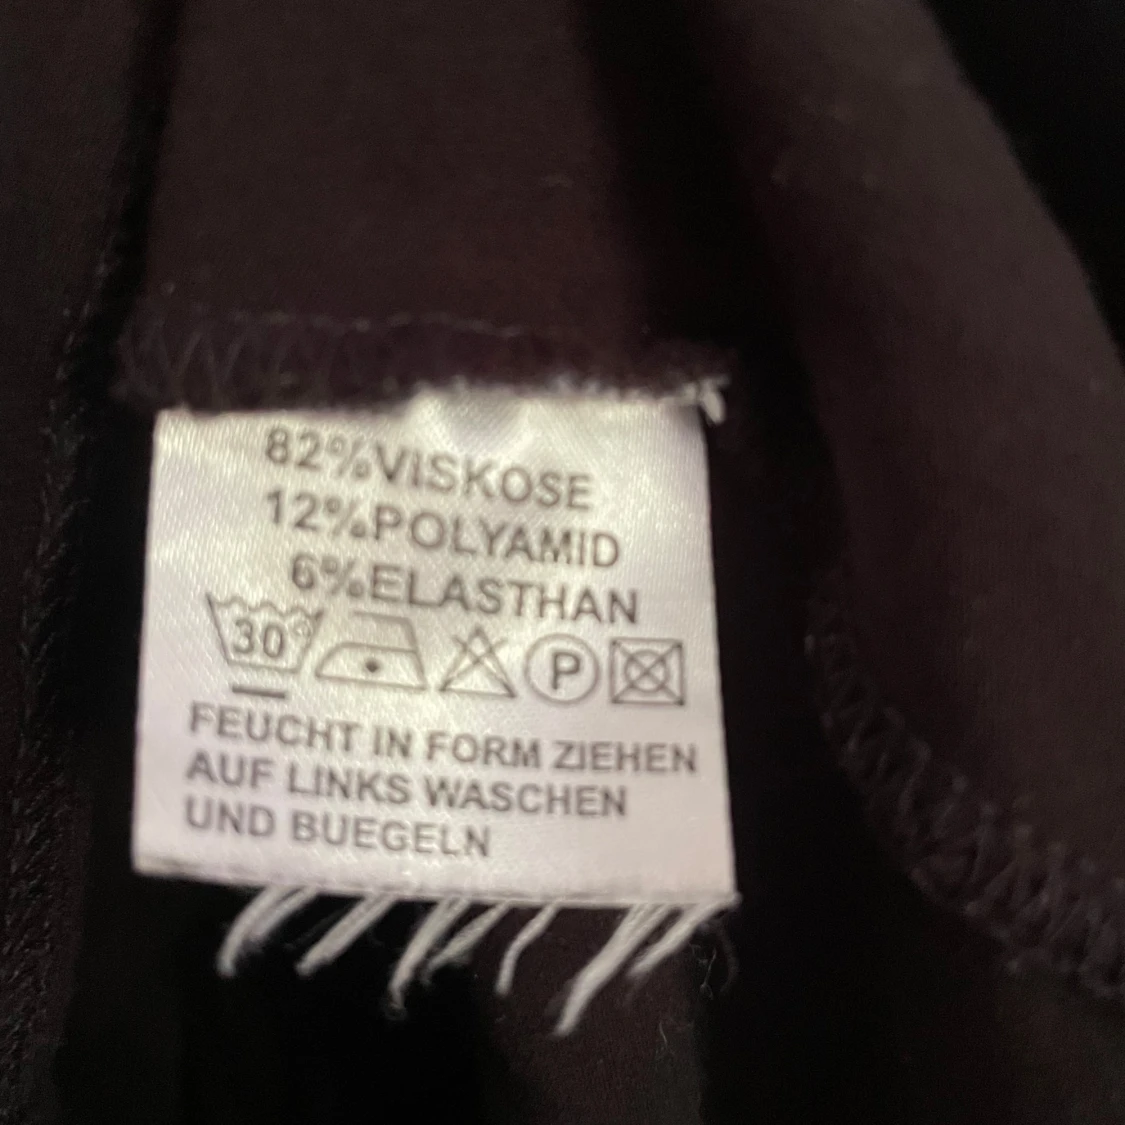 82%VISKOSE
12%POLYAMID
6%ELASTHAN
30° P
FEUCHT IN FORM ZIEHEN
AUF LINKS WASCHEN
UND BUEGELN